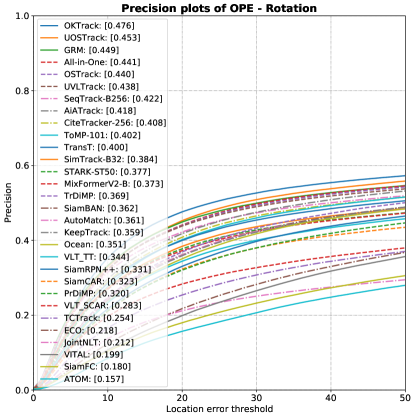 Precision plots of OPE - Rotation
1.0
0.8
0.6
0.4
0.2
0.0
Precision
OKTrack: [0.476]
UOSTrack: [0.453]
GRM: [0.449]
All-in-One: [0.441]
OSTrack: [0.440]
UVLTrack: [0.438]
SeqTrack-B256: [0.422]
AiATrack: [0.418]
CiteTracker-256: [0.408]
ToMP-101: [0.402]
TransT: [0.400]
SimTrack-B32: [0.384]
STARK-ST50: [0.377]
MixFormerV2-B: [0.373]
TrDiMP: [0.369]
SiamBAN: [0.362]
AutoMatch: [0.361]
KeepTrack: [0.359]
Ocean: [0.351]
VLT_TT: [0.344]
SiamRPN++: [0.331]
SiamCAR: [0.323]
PrDiMP: [0.320]
VLT_SCAR: [0.283]
TCTrack: [0.254]
ECO: [0.218]
JointNLT: [0.212]
VITAL: [0.199]
SiamFC: [0.180]
ATOM: [0.157]
0 10 20 30 40 50
Location error threshold